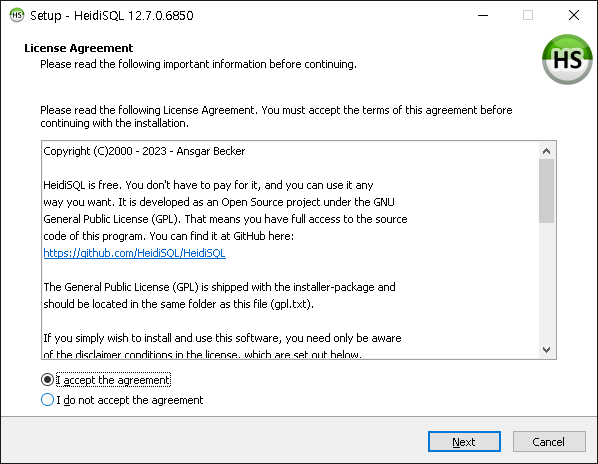 HS Setup - HeidiSQL 12.7.0.6850
License Agreement
Please read the following important information before continuing.
HS
Please read the following License Agreement. You must accept the terms of this agreement before
continuing with the installation.
Copyright (C)2000 - 2023 - Ansgar Becker
HeidiSQL is free. You don't have to pay for it, and you can use it any
way you want. It is developed as an Open Source project under the GNU
General Public License (GPL). That means you have full access to the source
code of this program. You can find it at GitHub here:
https://github.com/HeidiSQL/HeidiSQL
The General Public License (GPL) is shipped with the installer-package and
should be located in the same folder as this file (gpl.txt).
If you simply wish to install and use this software, you need only be aware
of the disclaimer conditions in the license, which are set out below.
I accept the agreement
I do not accept the agreement
Next Cancel